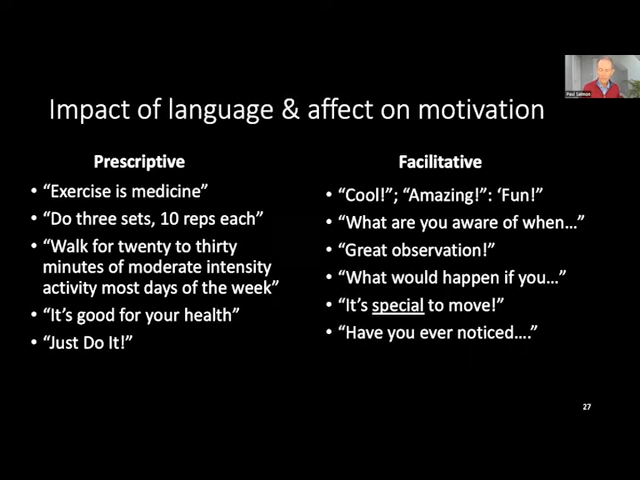 Paul Salmon
Impact of language & affect on motivation
Prescriptive
• “Exercise is medicine”
• “Do three sets, 10 reps each”
• “Walk for twenty to thirty
minutes of moderate intensity
activity most days of the week”
• “It’s good for your health”
• “Just Do It!”
Facilitative
• “Cool!”; “Amazing!”: ‘Fun!”
• “What are you aware of when…”
• “Great observation!”
• “What would happen if you…”
• “It’s special to move!”
• “Have you ever noticed….”
27